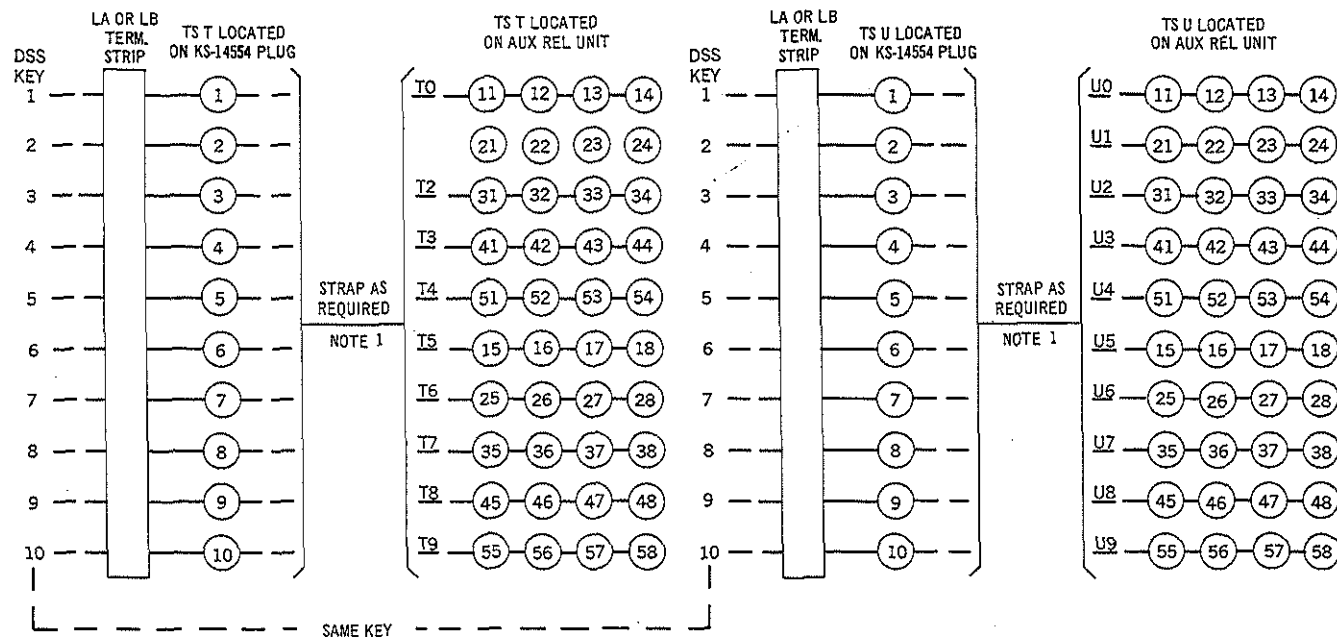 LA OR LB
TERM.
STRIP
TS T LOCATED
ON KS-14554 PLUG
TS T LOCATED
ON AUX REL UNIT
LA OR LB
TERM.
STRIP
TS U LOCATED
ON KS-14554 PLUG
TS U LOCATED
ON AUX REL UNIT
DSS
KEY
DSS
KEY
1 1 T0 11 12 13 14 1 1 U0 11 12 13 14
2 2 21 22 23 24 2 2 U1 21 22 23 24
3 3 T2 31 32 33 34 3 3 U2 31 32 33 34
4 4 T3 41 42 43 44 4 4 U3 41 42 43 44
5 5 T4 51 52 53 54 5 5 U4 51 52 53 54
STRAP AS
REQUIRED
NOTE 1
STRAP AS
REQUIRED
NOTE 1
6 6 T5 15 16 17 18 6 6 U5 15 16 17 18
7 7 T6 25 26 27 28 7 7 U6 25 26 27 28
8 8 T7 35 36 37 38 8 8 U7 35 36 37 38
9 9 T8 45 46 47 48 9 9 U8 45 46 47 48
10 10 T9 55 56 57 58 10 10 U9 55 56 57 58
SAME KEY